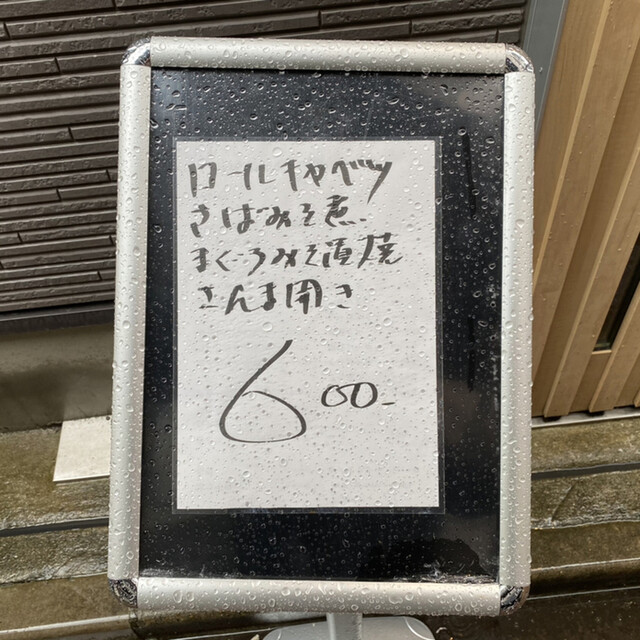 ロールキャベツ
さばみそ煮
まぐろみそ漬焼
さんま開き
600-